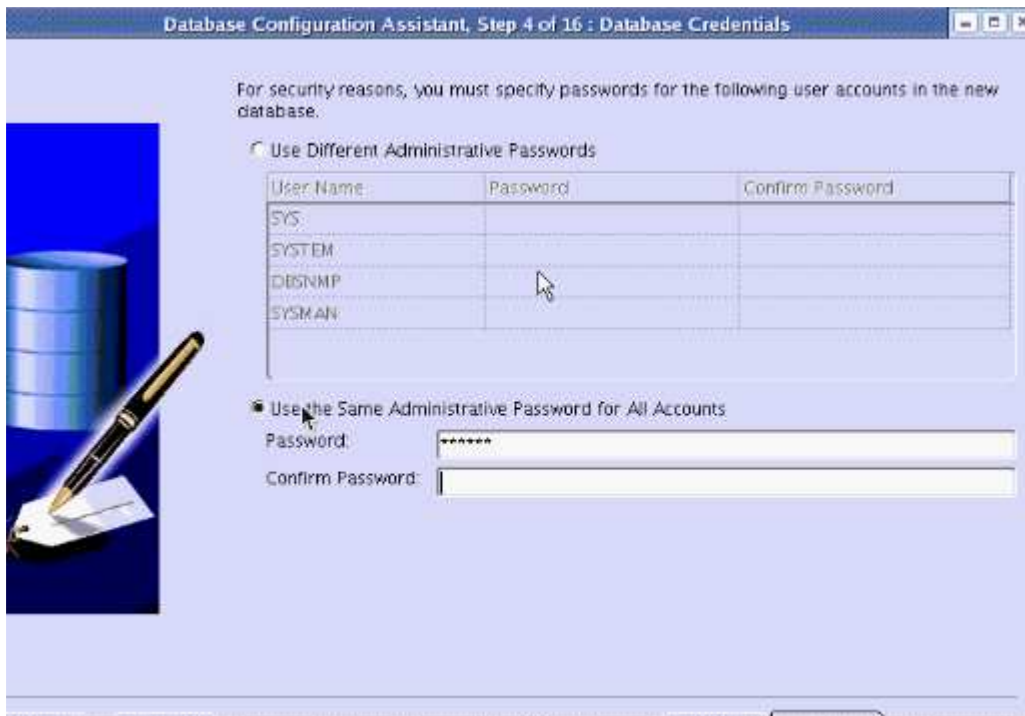 Database Configuration Assistant, Step 4 of 16 : Database Credentials
For security reasons, you must specify passwords for the following user accounts in the new
database.
Use Different Administrative Passwords
User Name Password Confirm Password
SYS
SYSTEM
DBSNMP
SYSMAN
Use the Same Administrative Password for All Accounts
Password: ******
Confirm Password: